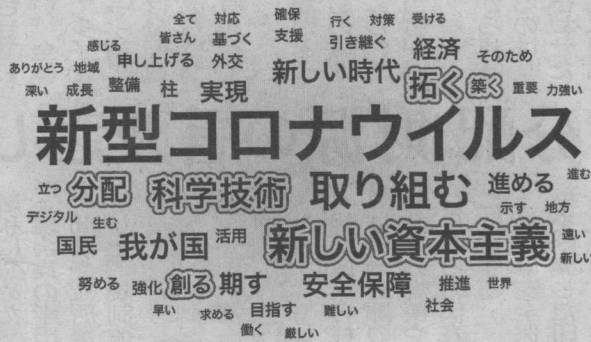 全て 対応 確保 行く 対策 受ける
感じる 皆さん 基づく 支援 引き継ぐ 経済 そのため
ありがとう 地域 申し上げる 外交 新しい時代 拓く 築く
深い 成長 整備 柱 実現 重要 力強い
新型コロナウイルス
立つ 分配 科学技術 取り組む 進める 進む
デジタル 生む 示す 地方
国民 我が国 活用 新しい資本主義 遠い
新しい
努める 強化 創る 期す 安全保障 推進 世界
早い 求める 目指す 難しい 社会
働く 厳しい